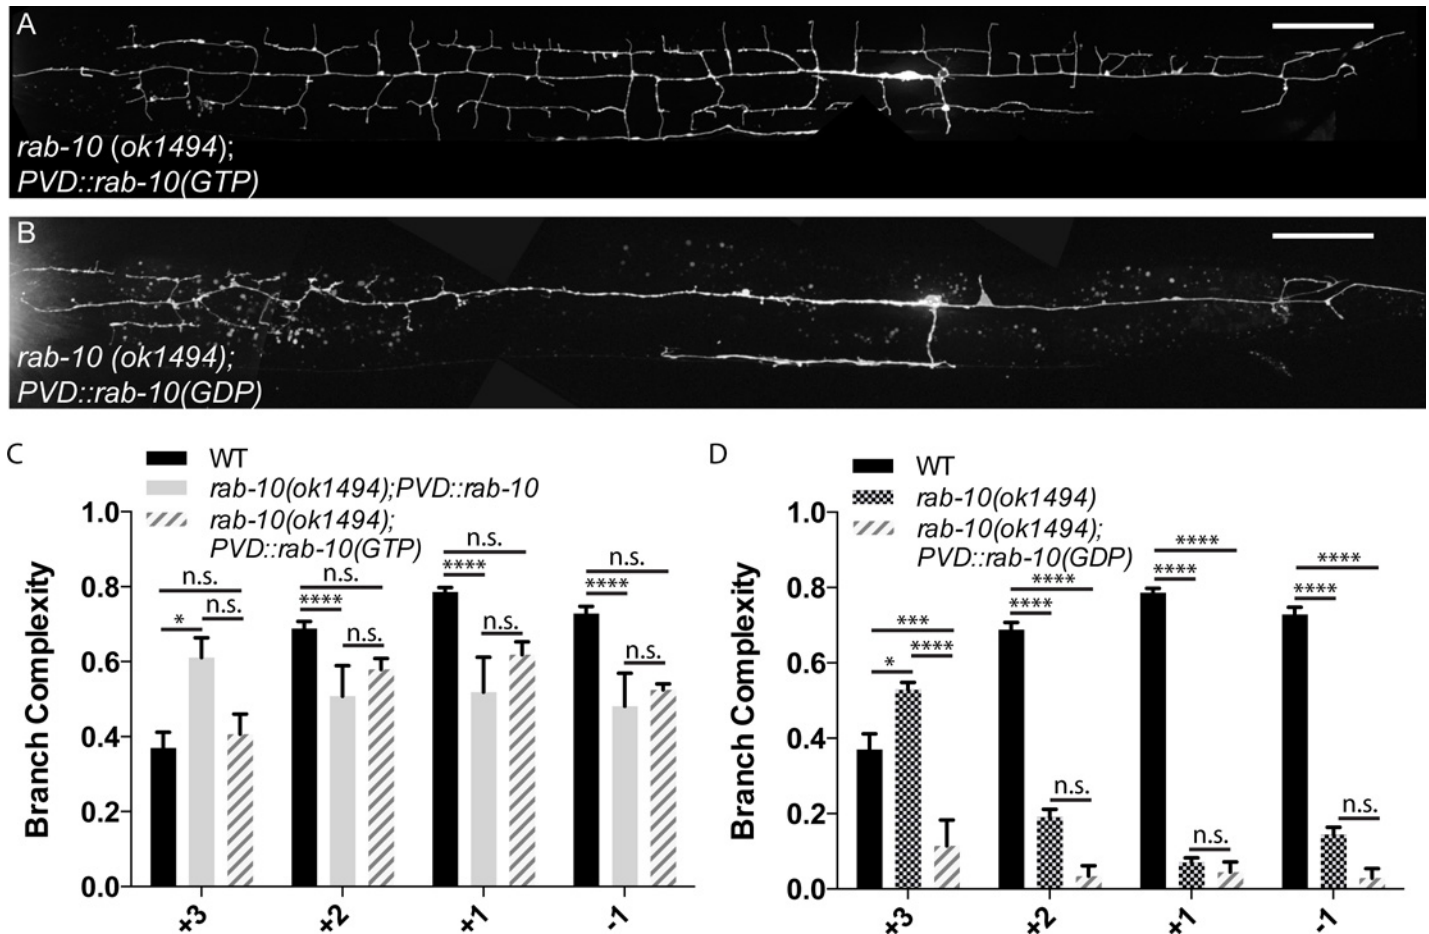 A
rab-10 (ok1494);
PVD::rab-10(GTP)
B
rab-10 (ok1494);
PVD::rab-10(GDP)
C
WT
rab-10(ok1494);PVD::rab-10
rab-10(ok1494);
PVD::rab-10(GTP)
Branch Complexity
1.0
0.8
0.6
0.4
0.2
0.0
n.s.
*
n.s.
n.s.
****
n.s.
n.s.
****
n.s.
n.s.
****
n.s.
+3
+2
+1
-1
D
WT
rab-10(ok1494)
rab-10(ok1494);
PVD::rab-10(GDP)
Branch Complexity
1.0
0.8
0.6
0.4
0.2
0.0
***
*
****
****
****
n.s.
****
****
n.s.
****
****
n.s.
+3
+2
+1
-1